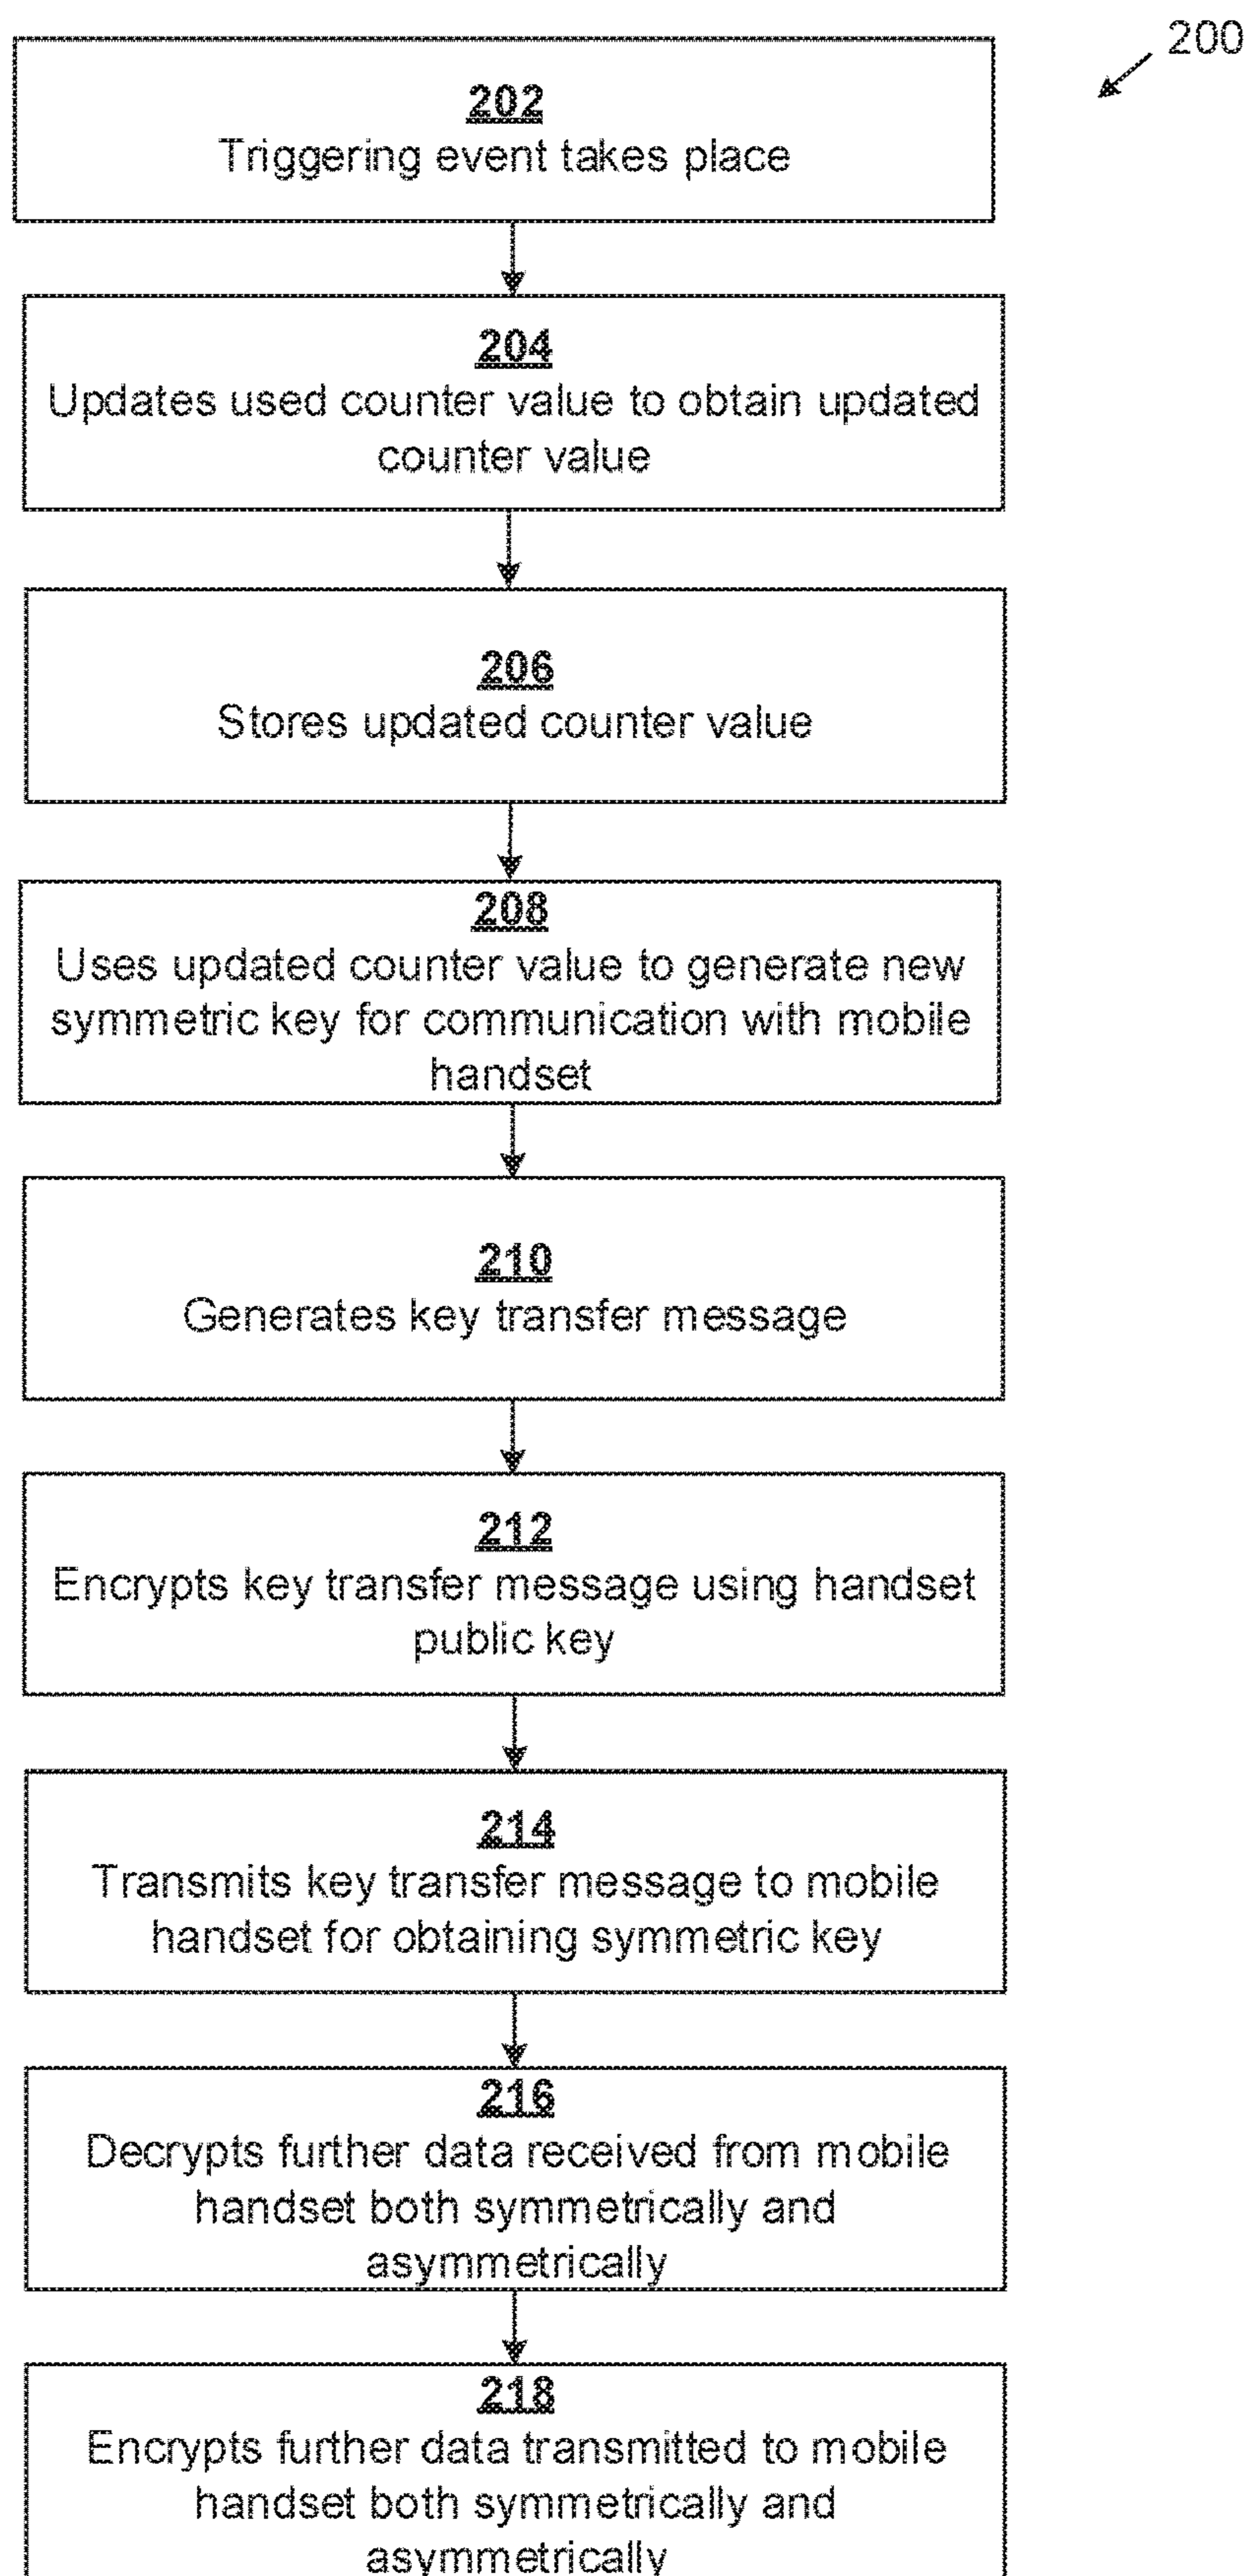 200
202
Triggering event takes place
204
Updates used counter value to obtain updated
counter value
206
Stores updated counter value
208
Uses updated counter value to generate new
symmetric key for communication with mobile
handset
210
Generates key transfer message
212
Encrypts key transfer message using handset
public key
214
Transmits key transfer message to mobile
handset for obtaining symmetric key
216
Decrypts further data received from mobile
handset both symmetrically and
asymmetrically
218
Encrypts further data transmitted to mobile
handset both symmetrically and
asymmetrically